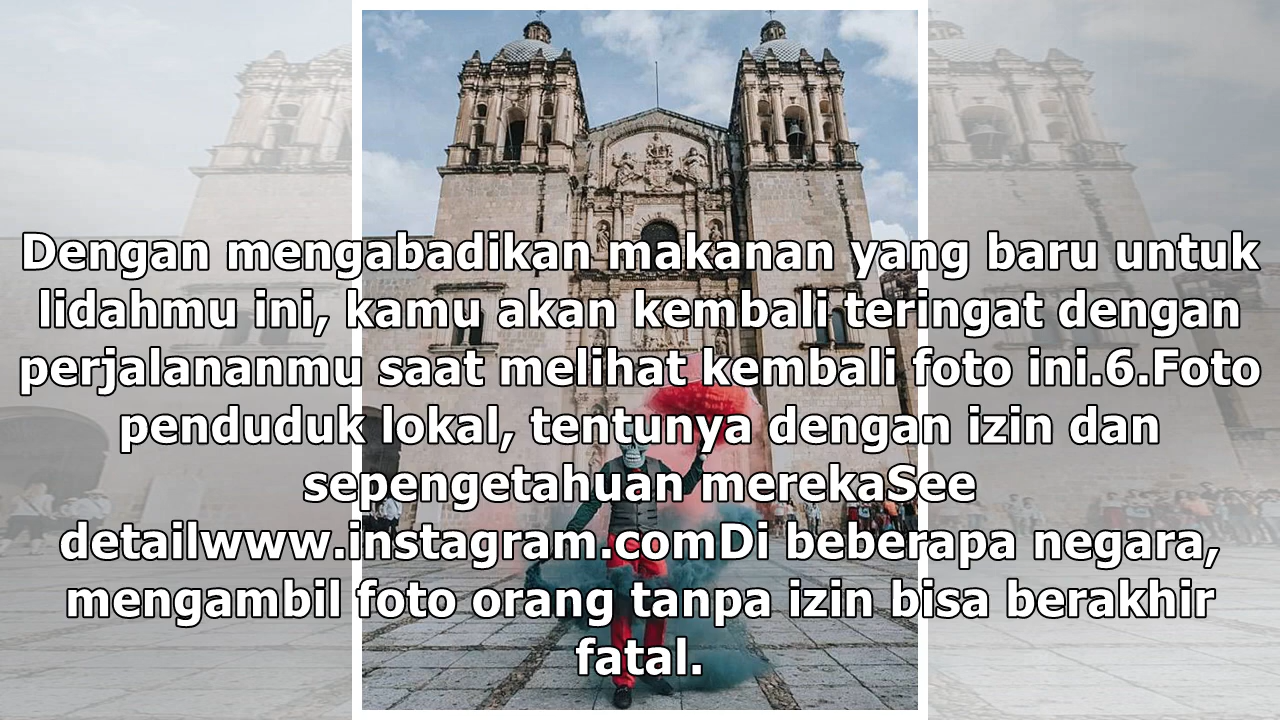 Dengan mengabadikan makanan yang baru untuk
lidahmu ini, kamu akan kembali teringat dengan
perjalananmu saat melihat kembali foto ini.6.Foto
penduduk lokal, tentunya dengan izin dan
sepengetahuan merekaSee
detailwww.instagram.comDi beberapa negara,
mengambil foto orang tanpa izin bisa berakhir
fatal.